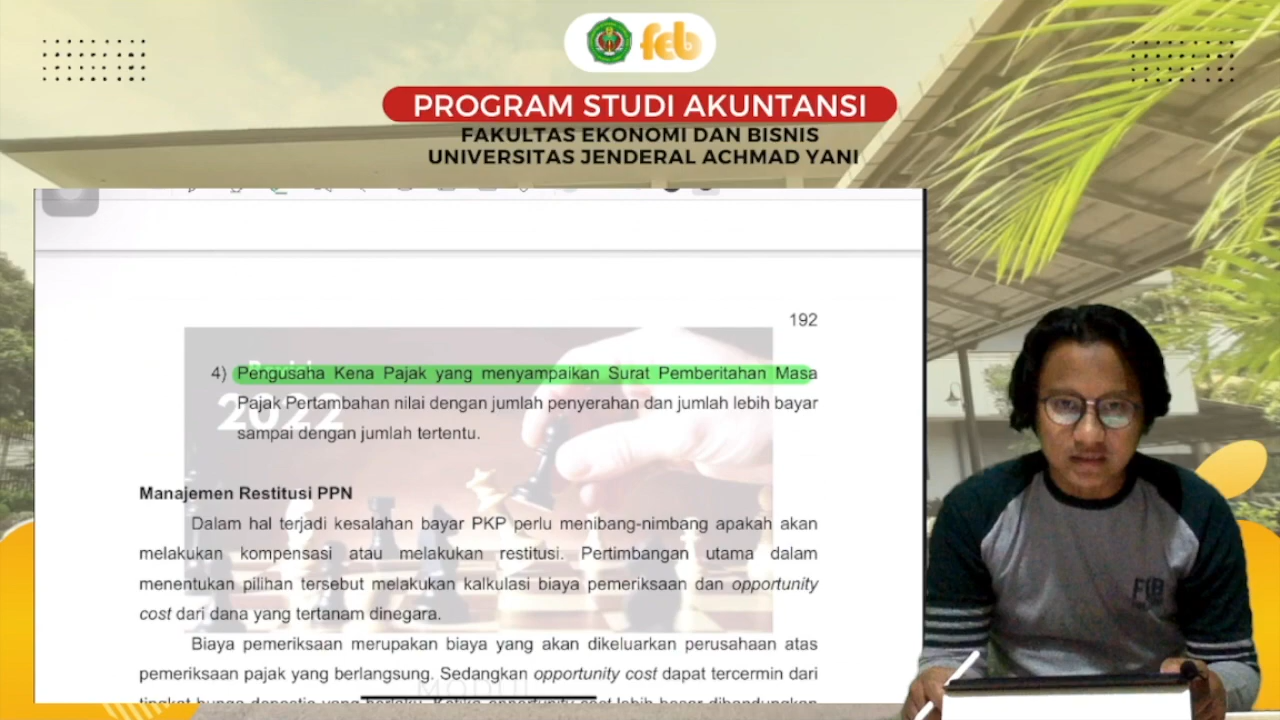 feb
PROGRAM STUDI AKUNTANSI
FAKULTAS EKONOMI DAN BISNIS
UNIVERSITAS JENDERAL ACHMAD YANI
192
4) Pengusaha Kena Pajak yang menyampaikan Surat Pemberitahan Masa
Pajak Pertambahan nilai dengan jumlah penyerahan dan jumlah lebih bayar
2022
sampai dengan jumlah tertentu.
Manajemen Restitusi PPN
Dalam hal terjadi kesalahan bayar PKP perlu menibang-nimbang apakah akan
melakukan kompensasi atau melakukan restitusi. Pertimbangan utama dalam
menentukan pilihan tersebut melakukan kalkulasi biaya pemeriksaan dan opportunity
cost dari dana yang tertanam dinegara.
Biaya pemeriksaan merupakan biaya yang akan dikeluarkan perusahaan atas
pemeriksaan pajak yang berlangsung. Sedangkan opportunity cost dapat tercermin dari
MODUL